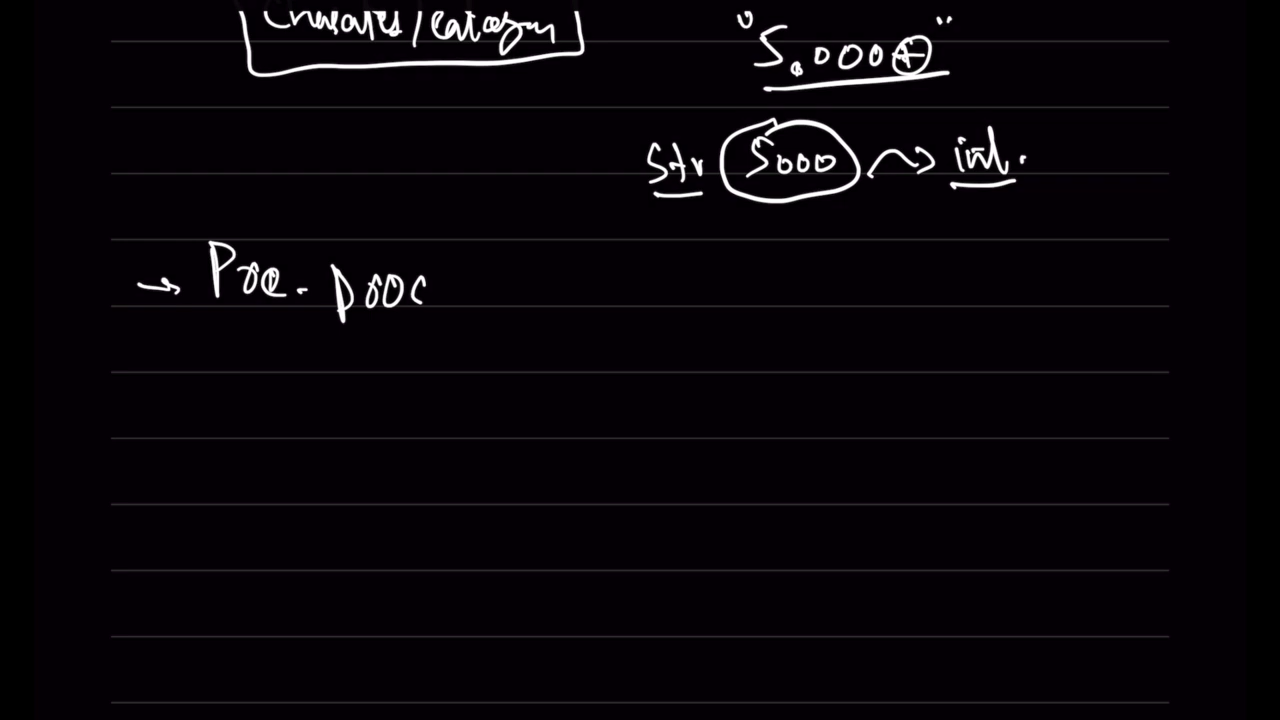 "5.000+"
str 5000 → int.
→ Pre-proc